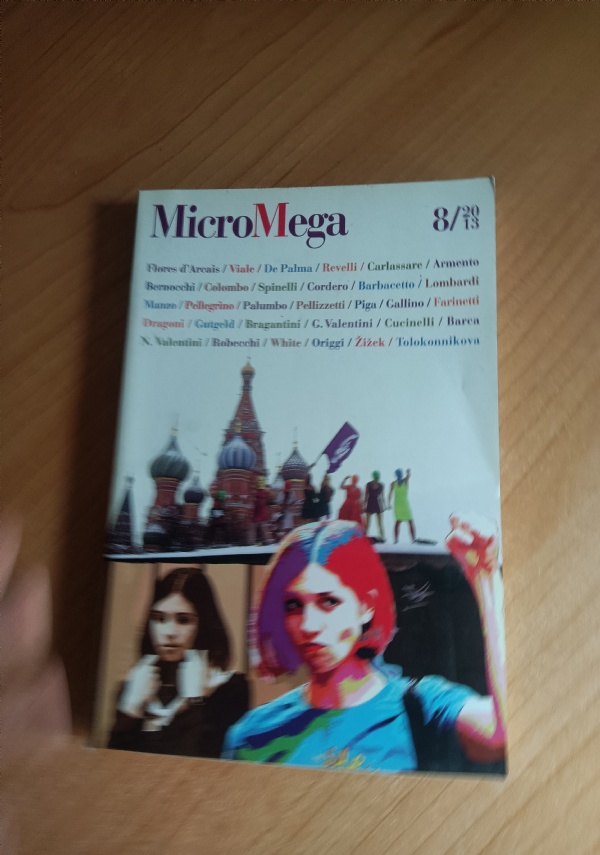 MicroMega
8/2013
Flores d'Arcais / Viale / De Palma / Revelli / Carlassare / Armento
Bernocchi / Colombo / Spinelli / Cordero / Barbacetto / Lombardi
Manzo / Pellegrino / Palumbo / Pellizzetti / Piga / Gallino / Farinetti
Dragoni / Gutgeld / Bragantini / G. Valentini / Cucinelli / Barca
N. Valentini / Robecchi / White / Origgi / Žižek / Tolokonnikova